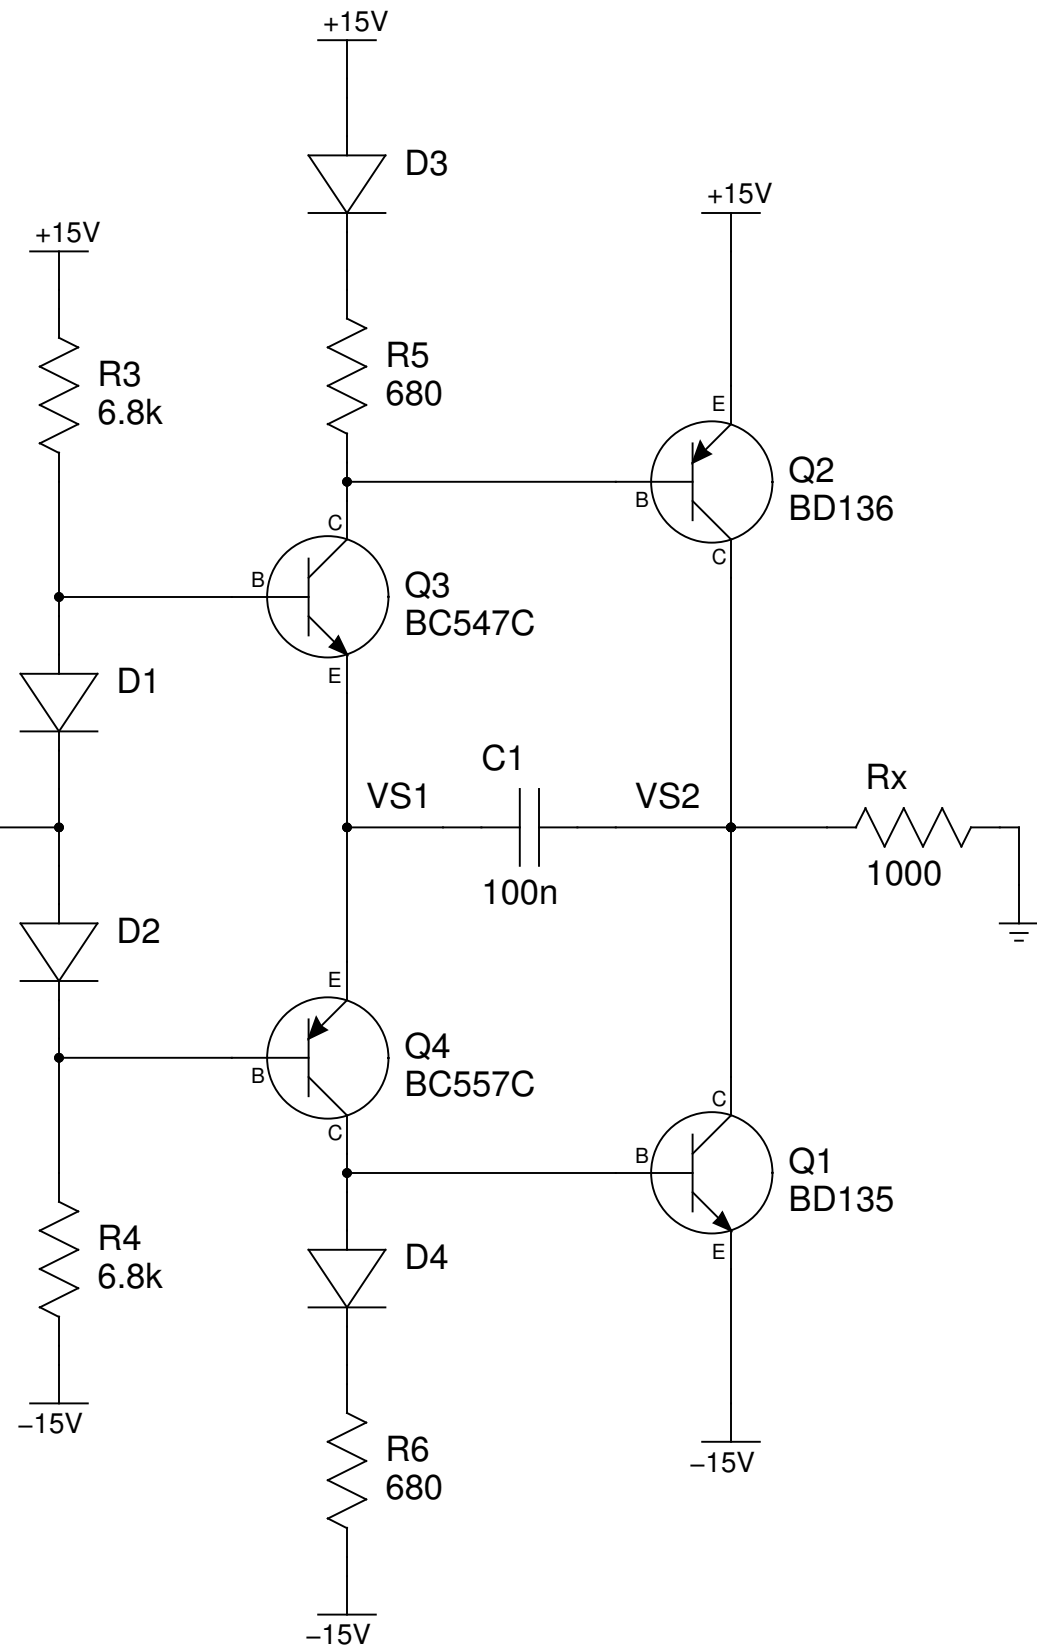 +15V
D3
+15V
+15V
R3
6.8k
R5
680
E
B
C
Q2
BD136
C
B
E
Q3
BC547C
D1
VS1
C1
100n
VS2
Rx
1000
D2
E
B
C
Q4
BC557C
C
B
E
Q1
BD135
R4
6.8k
D4
–15V
R6
680
–15V
–15V